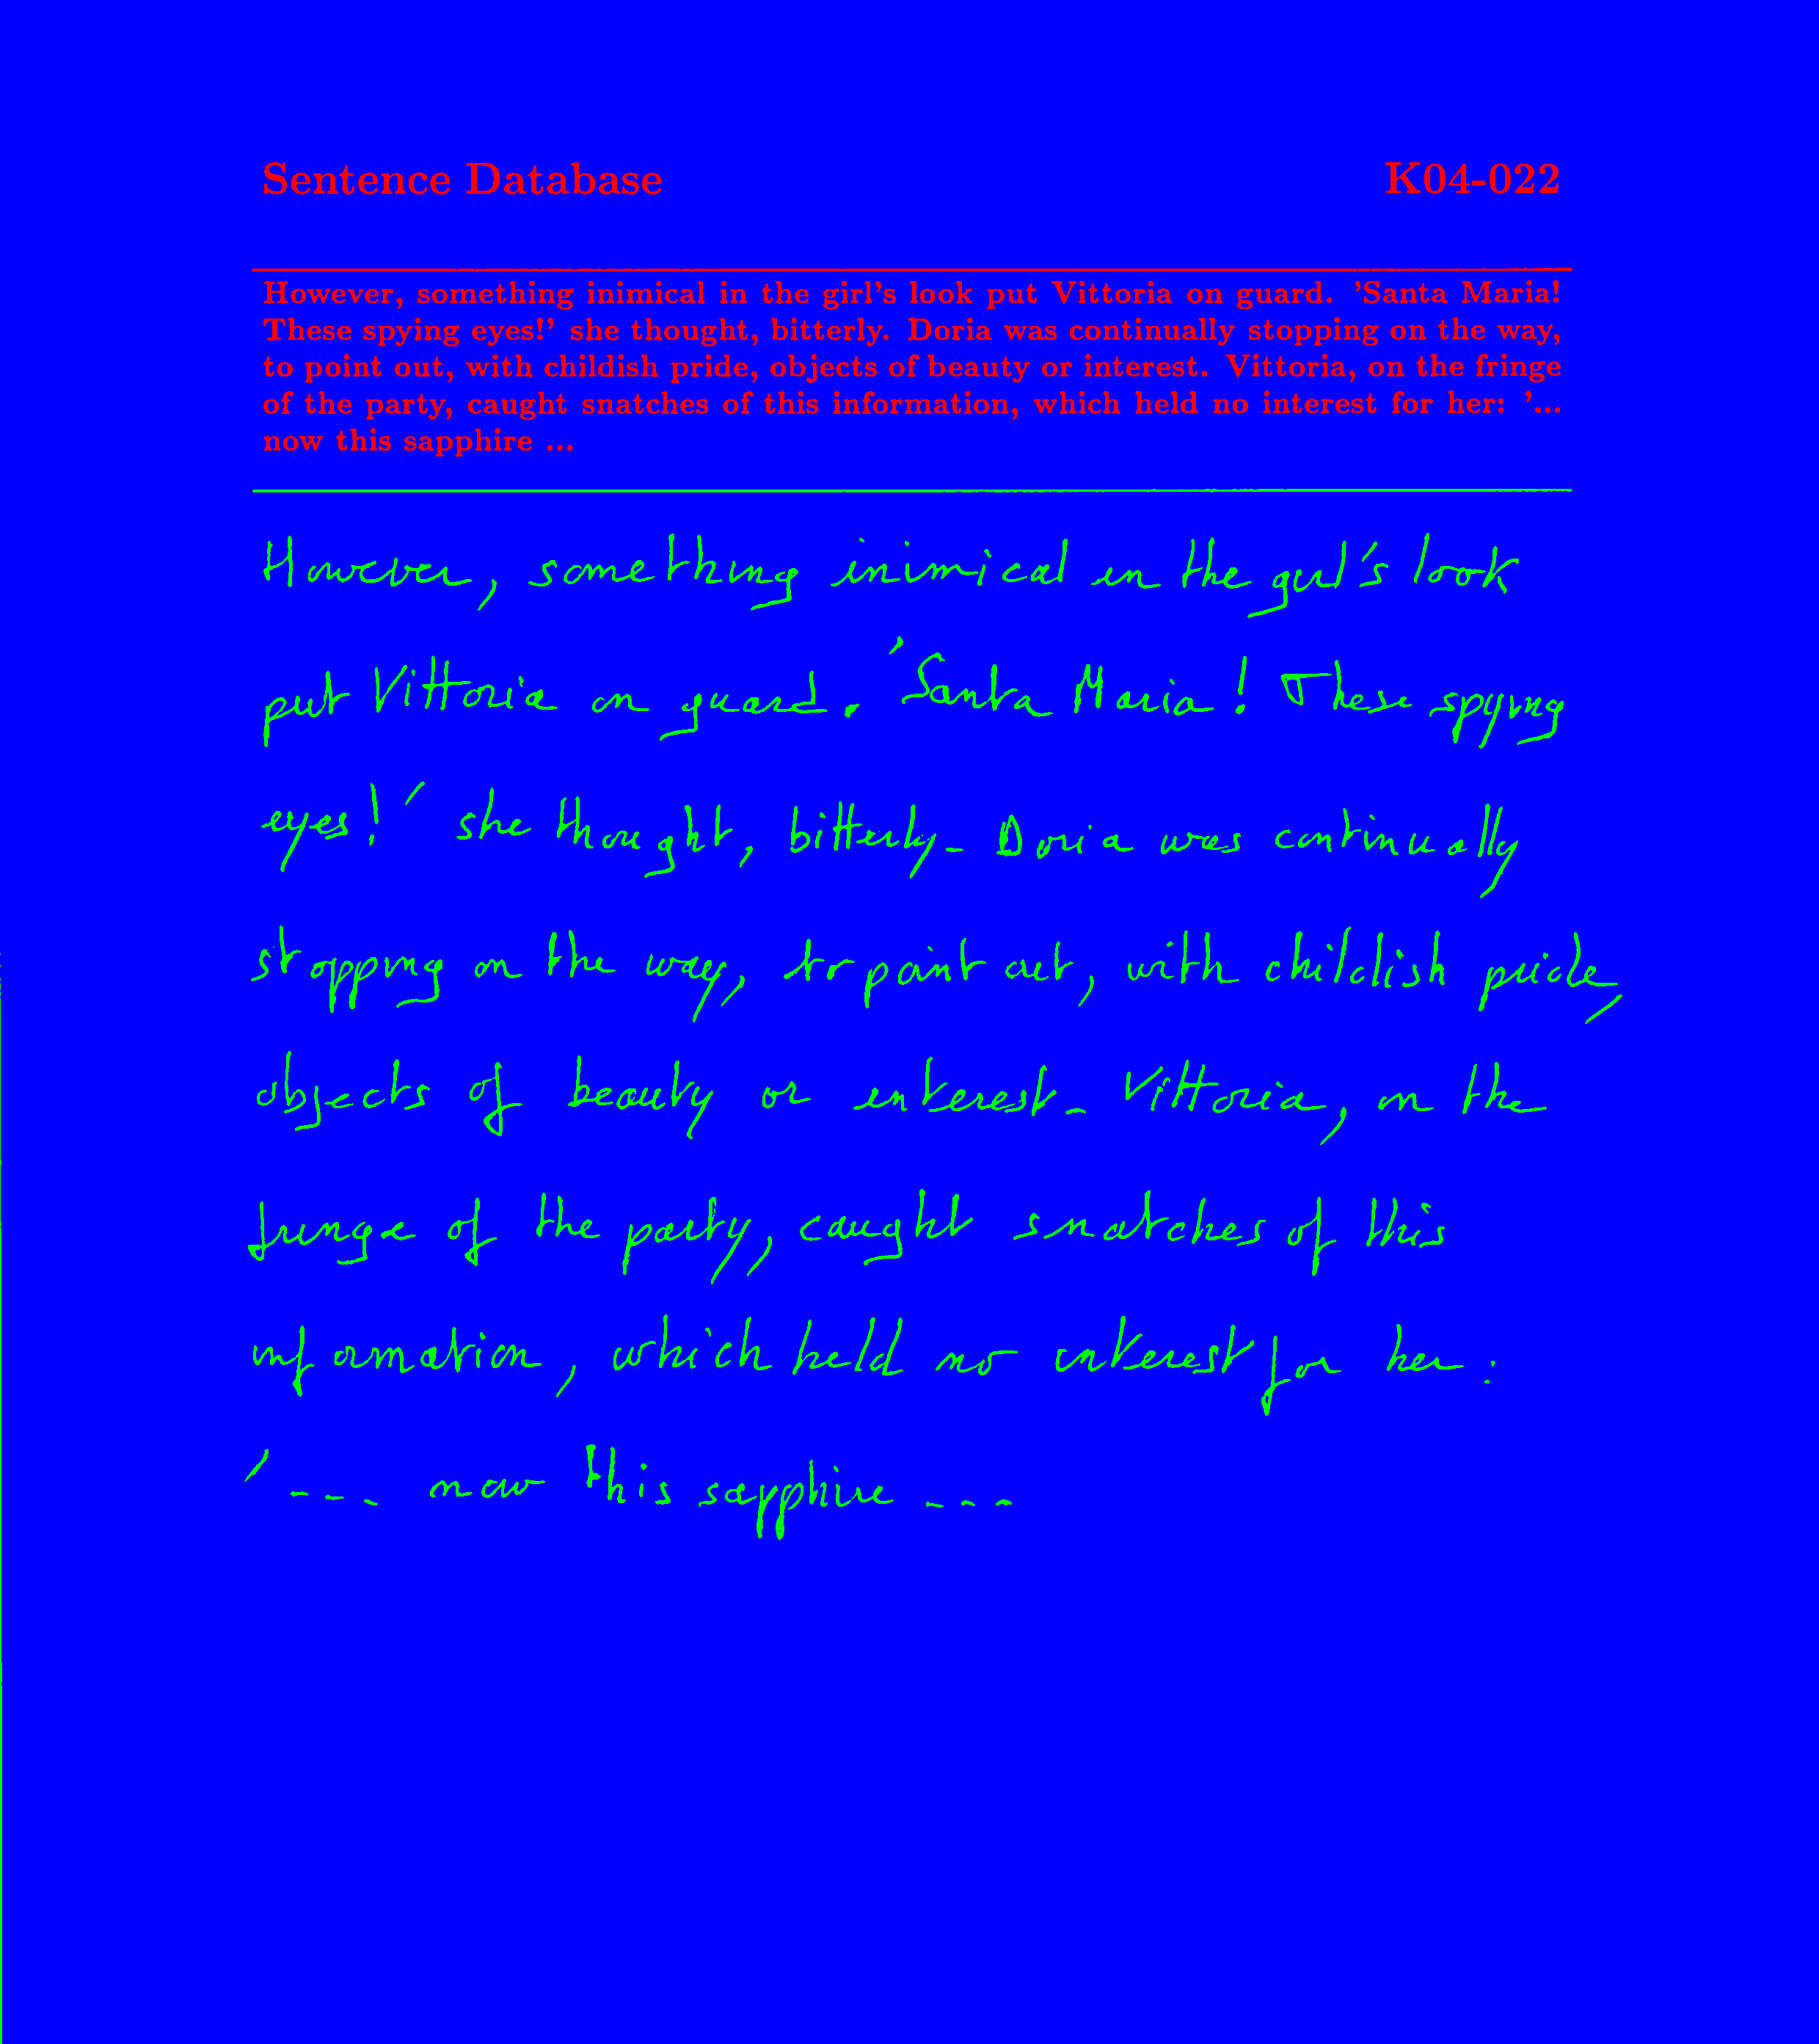 Sentence Database K04-022
However, something inimical in the girl's look put Vittoria on guard. 'Santa Maria!
These spying eyes!' she thought, bitterly. Doria was continually stopping on the way,
to point out, with childish pride, objects of beauty or interest. Vittoria, on the fringe
of the party, caught snatches of this information, which held no interest for her: '...
now this sapphire ...
However, something inimical in the girl's look
put Vittoria on guard. 'Santa Maria! These spying
eyes!' she thought, bitterly. Doria was continually
stopping on the way, to point out, with childish pride,
objects of beauty or interest. Vittoria, on the
fringe of the party, caught snatches of this
information, which held no interest for her:
'... now this sapphire ...